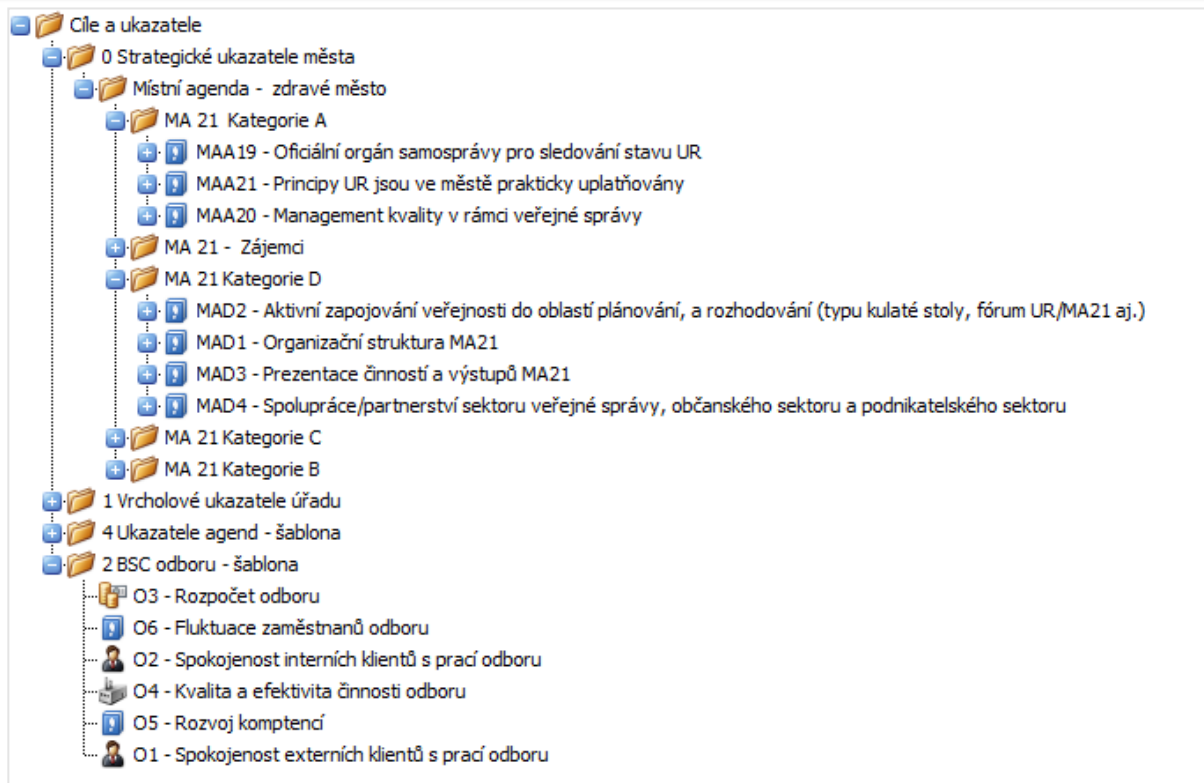 Cíle a ukazatele
0 Strategické ukazatele města
Místní agenda - zdravé město
MA 21 Kategorie A
MAA19 - Oficiální orgán samosprávy pro sledování stavu UR
MAA21 - Principy UR jsou ve městě prakticky uplatňovány
MAA20 - Management kvality v rámci veřejné správy
MA 21 - Zájemci
MA 21 Kategorie D
MAD2 - Aktivní zapojování veřejnosti do oblastí plánování, a rozhodování (typu kulaté stoly, fórum UR/MA21 aj.)
MAD1 - Organizační struktura MA21
MAD3 - Prezentace činností a výstupů MA21
MAD4 - Spolupráce/partnerství sektoru veřejné správy, občanského sektoru a podnikatelského sektoru
MA 21 Kategorie C
MA 21 Kategorie B
1 Vrcholové ukazatele úřadu
4 Ukazatele agend - šablona
2 BSC odboru - šablona
O3 - Rozpočet odboru
O6 - Fluktuace zaměstnanů odboru
O2 - Spokojenost interních klientů s prací odboru
O4 - Kvalita a efektivita činnosti odboru
O5 - Rozvoj komptencí
O1 - Spokojenost externích klientů s prací odboru